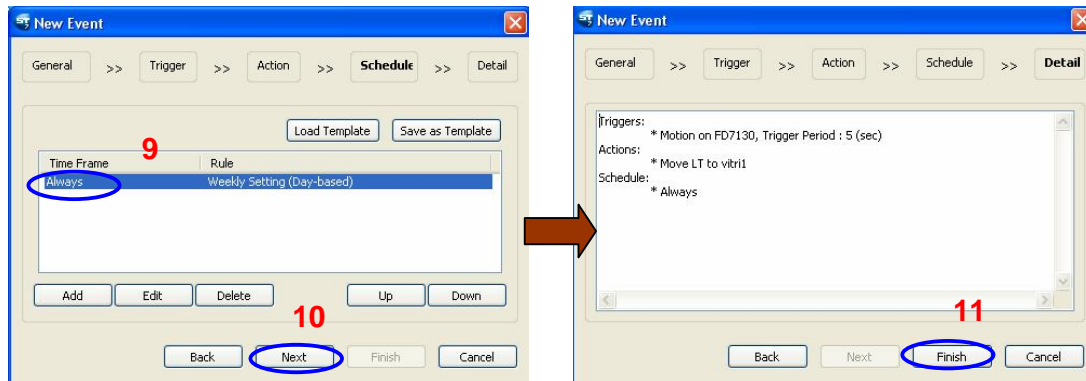 New Event
General >> Trigger >> Action >> Schedule >> Detail
Load Template Save as Template
9
Time Frame Rule
Always Weekly Setting (Day-based)
Add Edit Delete Up Down
10
Back Next Finish Cancel
New Event
General >> Trigger >> Action >> Schedule >> Detail
Triggers:
* Motion on FD7130, Trigger Period : 5 (sec)
Actions:
* Move LT to vitri1
Schedule:
* Always
11
Back Next Finish Cancel